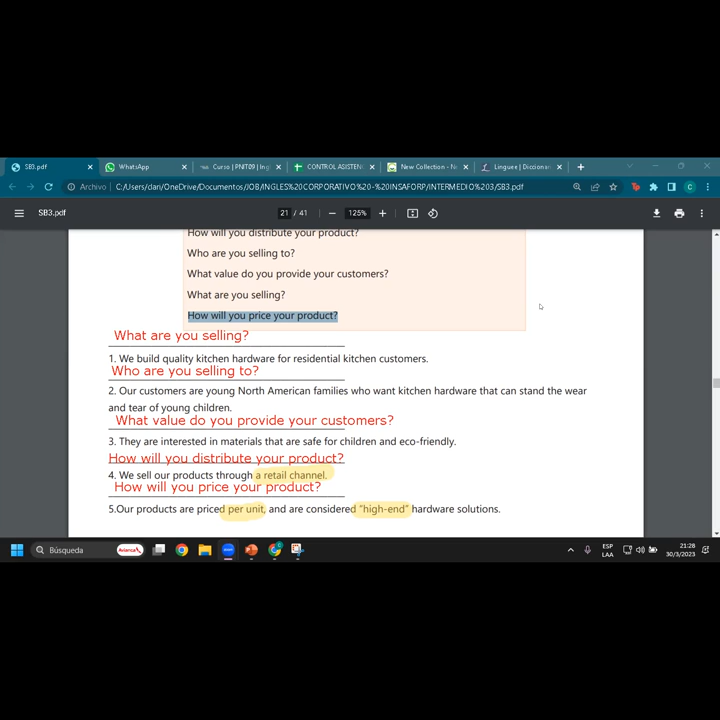 SB3.pdf
WhatsApp
Curso | PNIT09 | Ingl
CONTROL ASISTEN
New Collection - Ne
Linguee | Dicciona
Archivo
C:/Users/dari/OneDrive/Documentos/JOB/INGLES%20CORPORATIVO%20-%20INSAFORP/INTERMEDIO%203/SB3.pdf
C
SB3.pdf
21 / 41
125%
How will you distribute your product?
Who are you selling to?
What value do you provide your customers?
What are you selling?
How will you price your product?
What are you selling?
1. We build quality kitchen hardware for residential kitchen customers.
Who are you selling to?
2. Our customers are young North American families who want kitchen hardware that can stand the wear
and tear of young children.
What value do you provide your customers?
3. They are interested in materials that are safe for children and eco-friendly.
How will you distribute your product?
4. We sell our products through a retail channel.
How will you price your product?
5.Our products are priced per unit, and are considered "high-end" hardware solutions.
Búsqueda
Avianca
ESP
LAA
21:28
30/3/2023